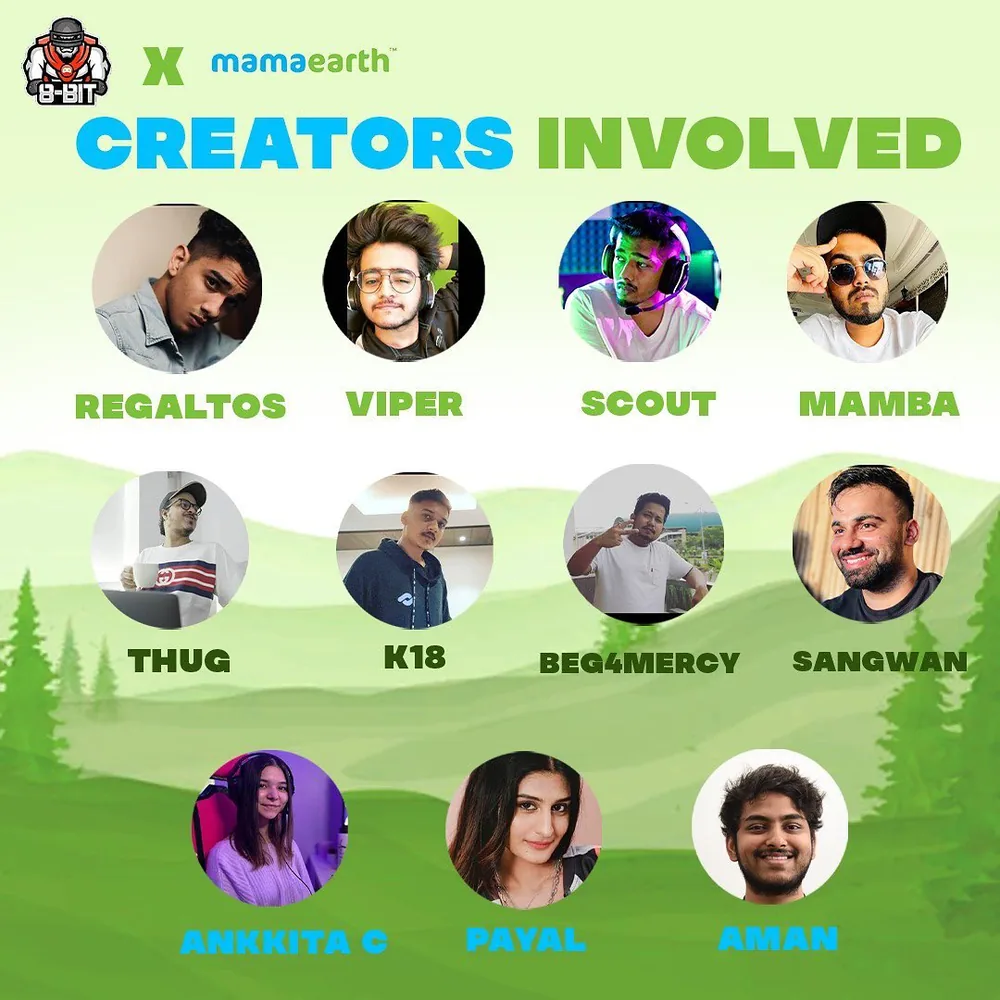 8-BIT X mamaearth™
CREATORS INVOLVED
REGALTOS VIPER SCOUT MAMBA
THUG K18 BEG4MERCY SANGWAN
ANKKITA C PAYAL AMAN